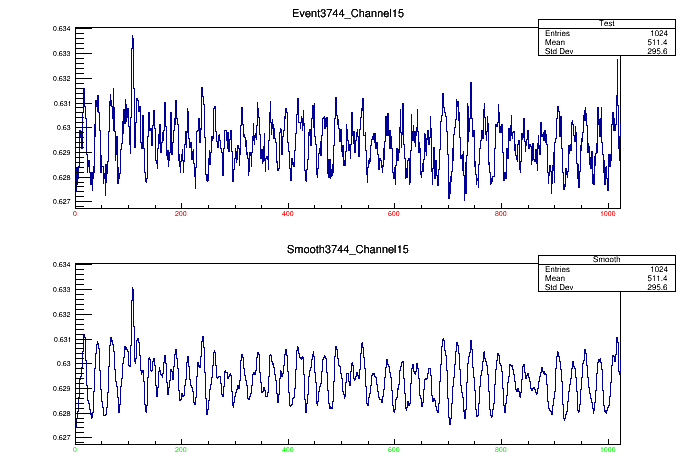 Event3744_Channel15
Test
Entries 1024
Mean 511.4
Std Dev 295.6
0.634
0.633
0.632
0.631
0.63
0.629
0.628
0.627
0 200 400 600 800 1000
Smooth3744_Channel15
Smooth
Entries 1024
Mean 511.4
Std Dev 295.6
0.634
0.633
0.632
0.631
0.63
0.629
0.628
0.627
0 200 400 600 800 1000